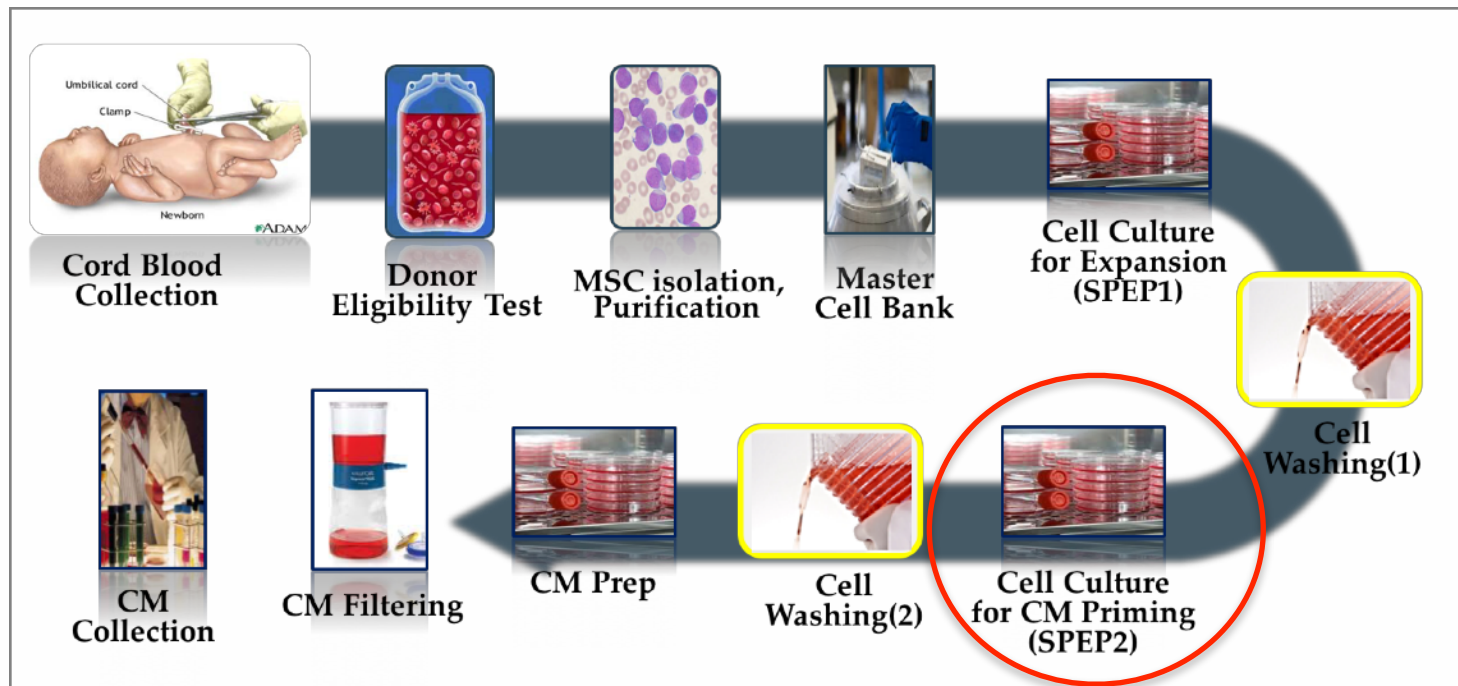 Umbilical cord
Clamp
Newborn
ADAM
Cord Blood
Collection
Donor
Eligibility Test
MSC isolation,
Purification
Master
Cell Bank
Cell Culture
for Expansion
(SPEP1)
Cell
Washing(1)
Cell Culture
for CM Priming
(SPEP2)
Cell
Washing(2)
CM Prep
CM Filtering
CM
Collection